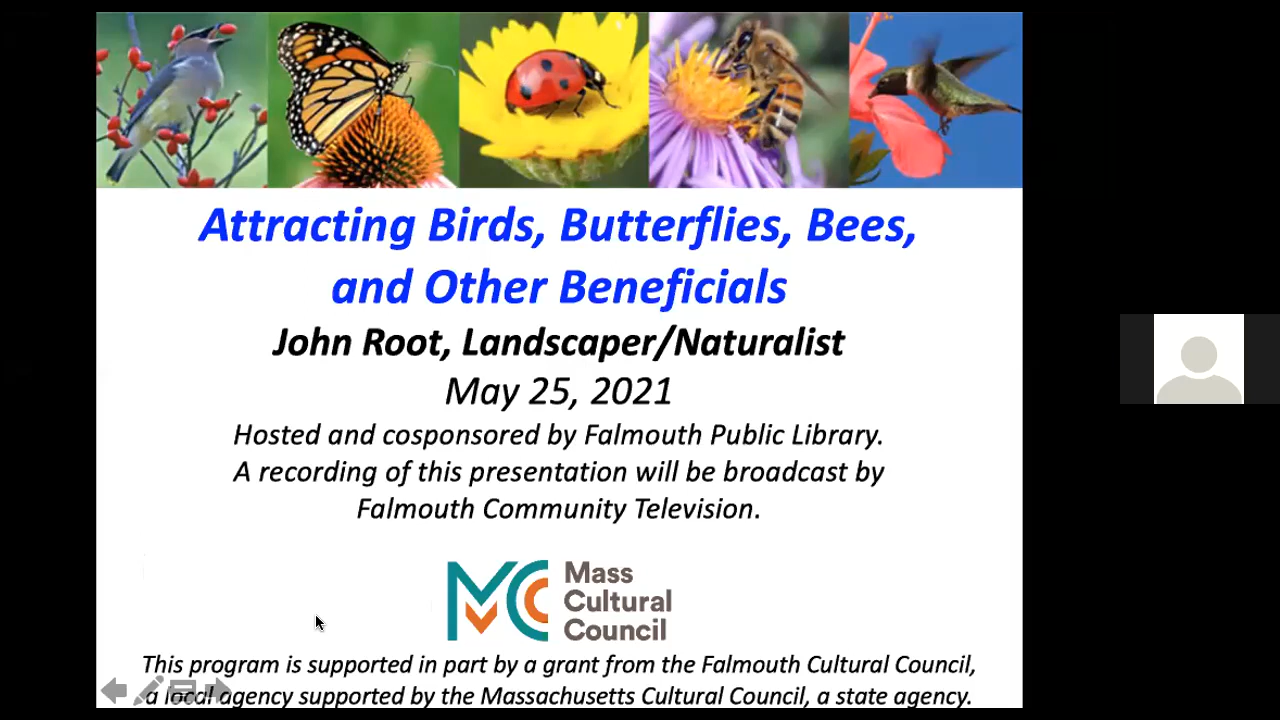 Attracting Birds, Butterflies, Bees,
and Other Beneficials
John Root, Landscaper/Naturalist
May 25, 2021
Hosted and cosponsored by Falmouth Public Library.
A recording of this presentation will be broadcast by
Falmouth Community Television.
MCC
Mass
Cultural
Council
This program is supported in part by a grant from the Falmouth Cultural Council,
a local agency supported by the Massachusetts Cultural Council, a state agency.